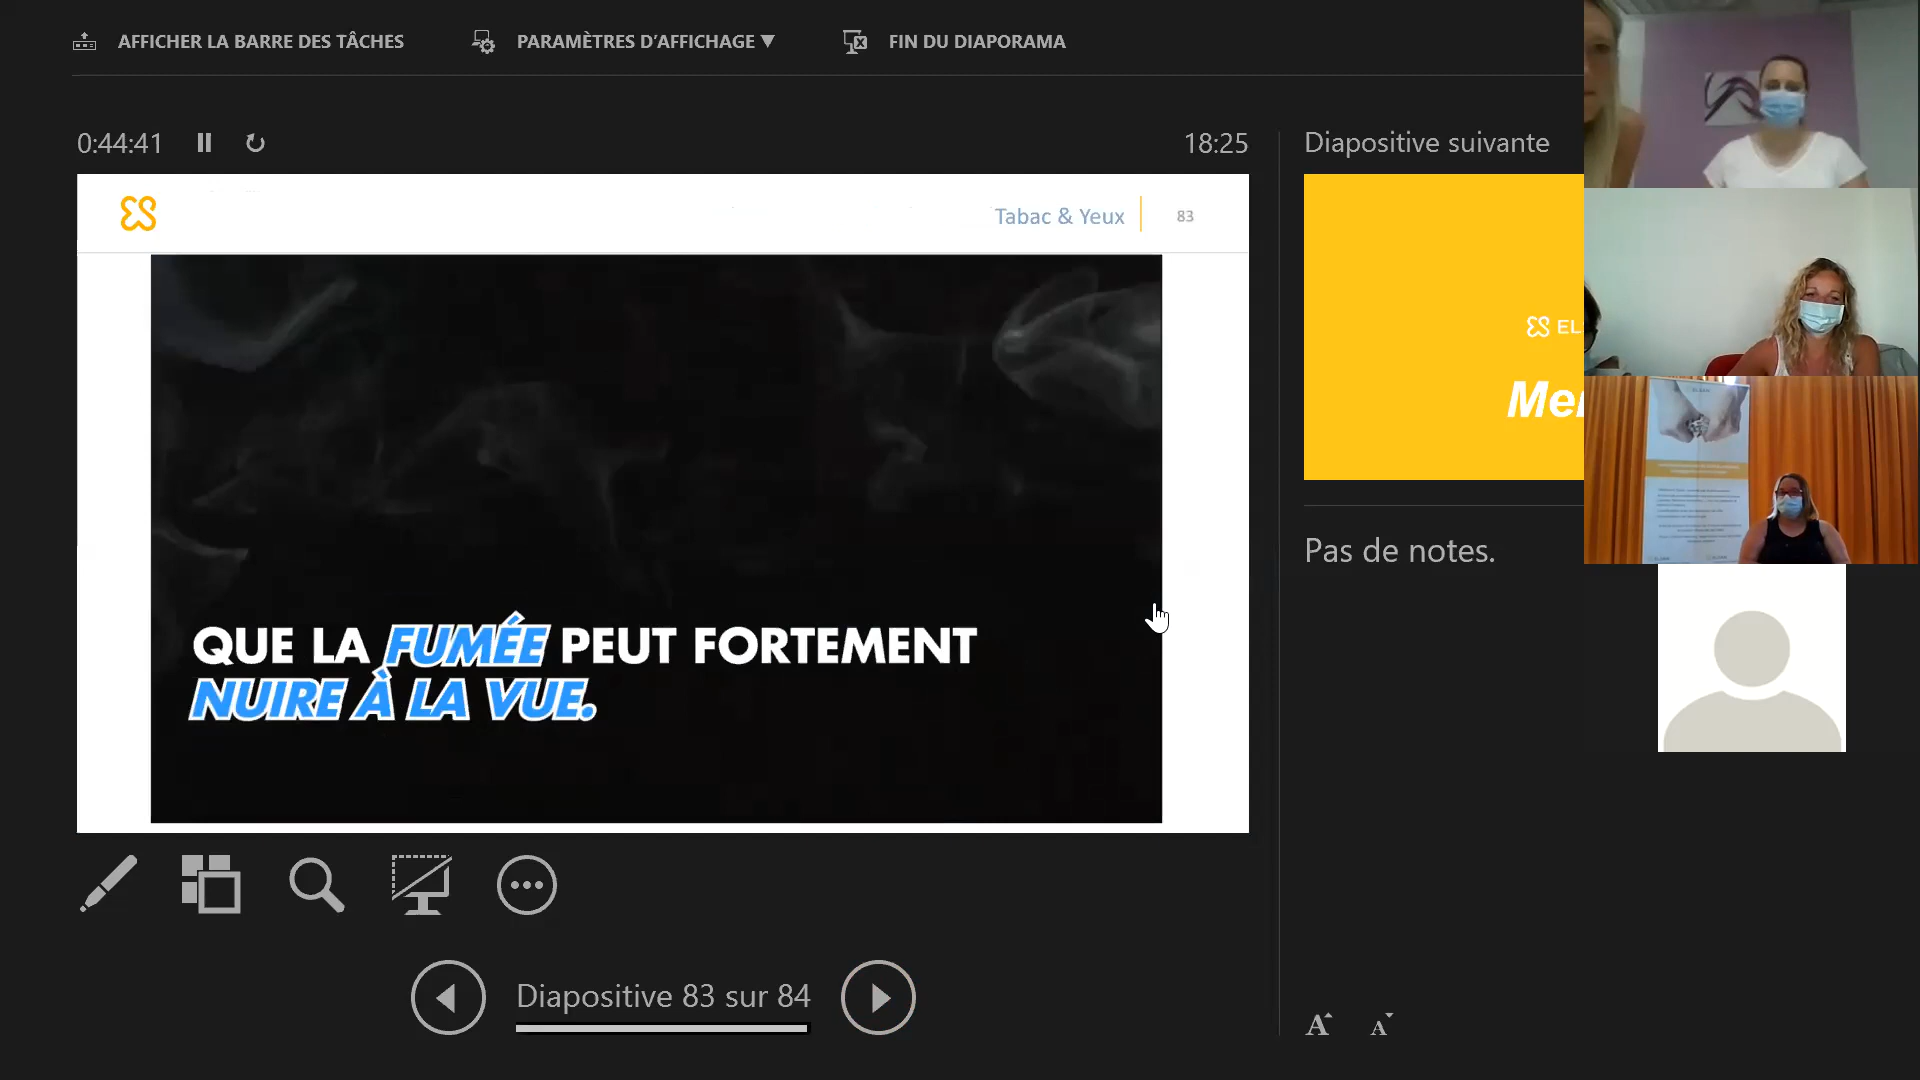 AFFICHER LA BARRE DES TÂCHES
PARAMÈTRES D'AFFICHAGE ▼
FIN DU DIAPORAMA
0:44:41
18:25
Diapositive suivante
Tabac & Yeux
83
QUE LA FUMÉE PEUT FORTEMENT
NUIRE À LA VUE.
EL
Mer
Pas de notes.
Diapositive 83 sur 84
A
A